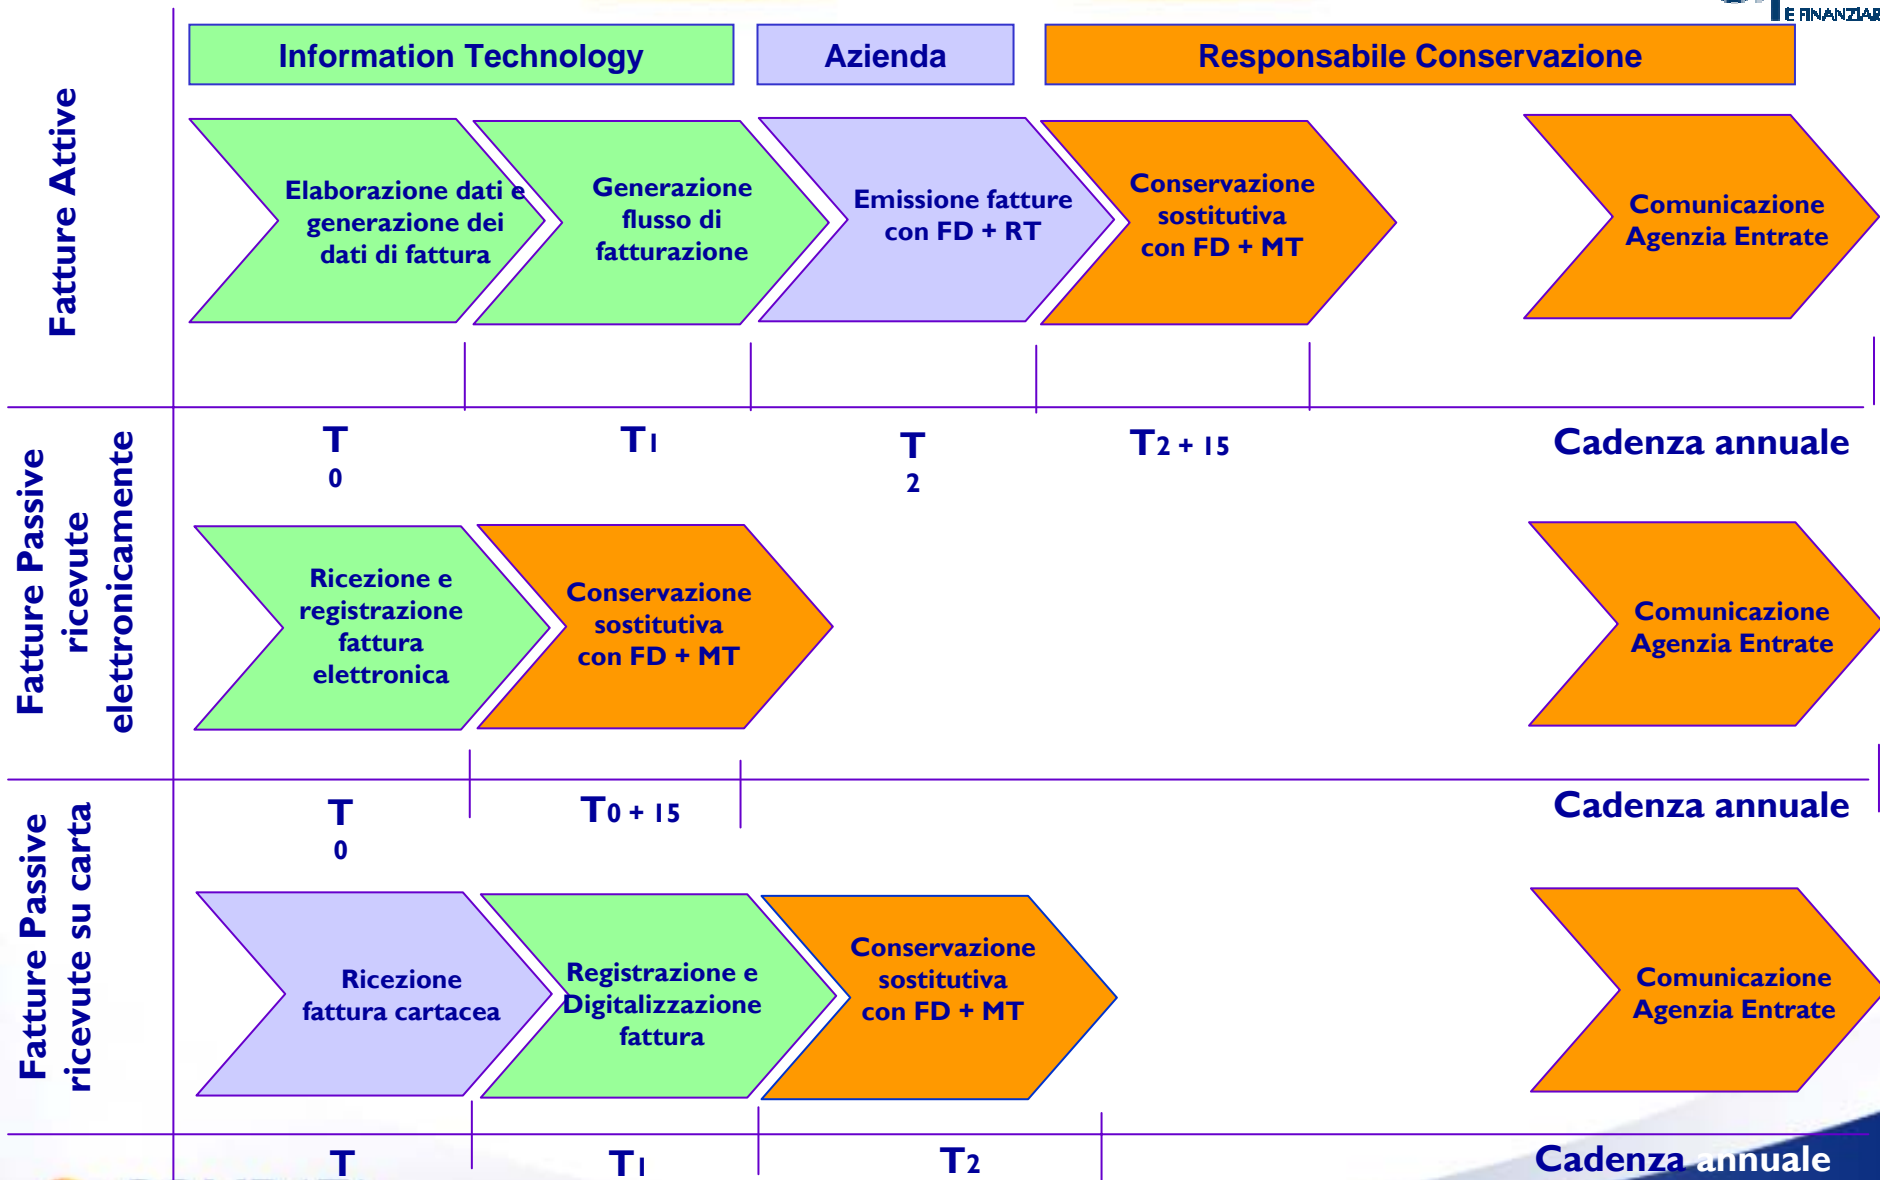 E FINANZIAR
Information Technology
Azienda
Responsabile Conservazione
Fatture Attive
Elaborazione dati e
generazione dei
dati di fattura
Generazione
flusso di
fatturazione
Emissione fatture
con FD + RT
Conservazione
sostitutiva
con FD + MT
Comunicazione
Agenzia Entrate
T
0
T1
T
2
T2 + 15
Cadenza annuale
Fatture Passive
ricevute
elettronicamente
Ricezione e
registrazione
fattura
elettronica
Conservazione
sostitutiva
con FD + MT
Comunicazione
Agenzia Entrate
T
0
T0 + 15
Cadenza annuale
Fatture Passive
ricevute su carta
Ricezione
fattura cartacea
Registrazione e
Digitalizzazione
fattura
Conservazione
sostitutiva
con FD + MT
Comunicazione
Agenzia Entrate
T
T1
T2
Cadenza annuale